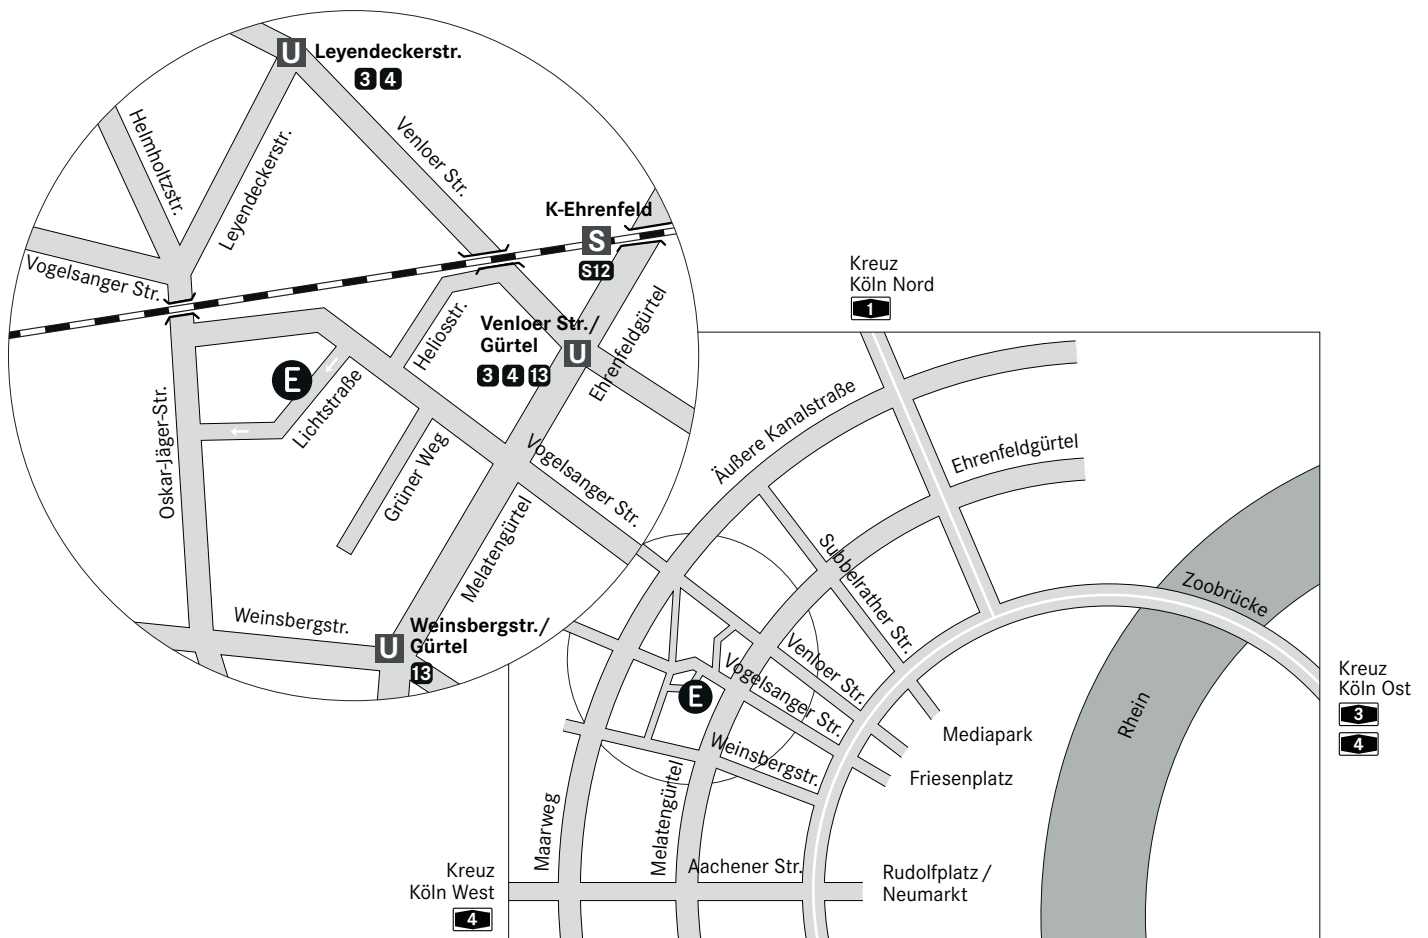 U Leyendeckerstr.
3 4
Helmholtzstr.
Leyendeckerstr.
Venloer Str.
K-Ehrenfeld
S
S12
Vogelsanger Str.
Heliosstr.
Venloer Str./
Gürtel
U
3 4 13
Ehrenfeldgürtel
E
Lichtstraße
Oskar-Jäger-Str.
Grüner Weg
Vogelsanger Str.
Melatengürtel
Weinsbergstr.
U
Weinsbergstr./
Gürtel
13
Kreuz
Köln Nord
1
Äußere Kanalstraße
Ehrenfeldgürtel
Subbelrather Str.
Zoobrücke
Venloer Str.
Vogelsanger Str.
E
Weinsbergstr.
Mediapark
Friesenplatz
Rhein
Kreuz
Köln Ost
3
4
Maarweg
Melatengürtel
Aachener Str.
Kreuz
Köln West
4
Rudolfplatz /
Neumarkt